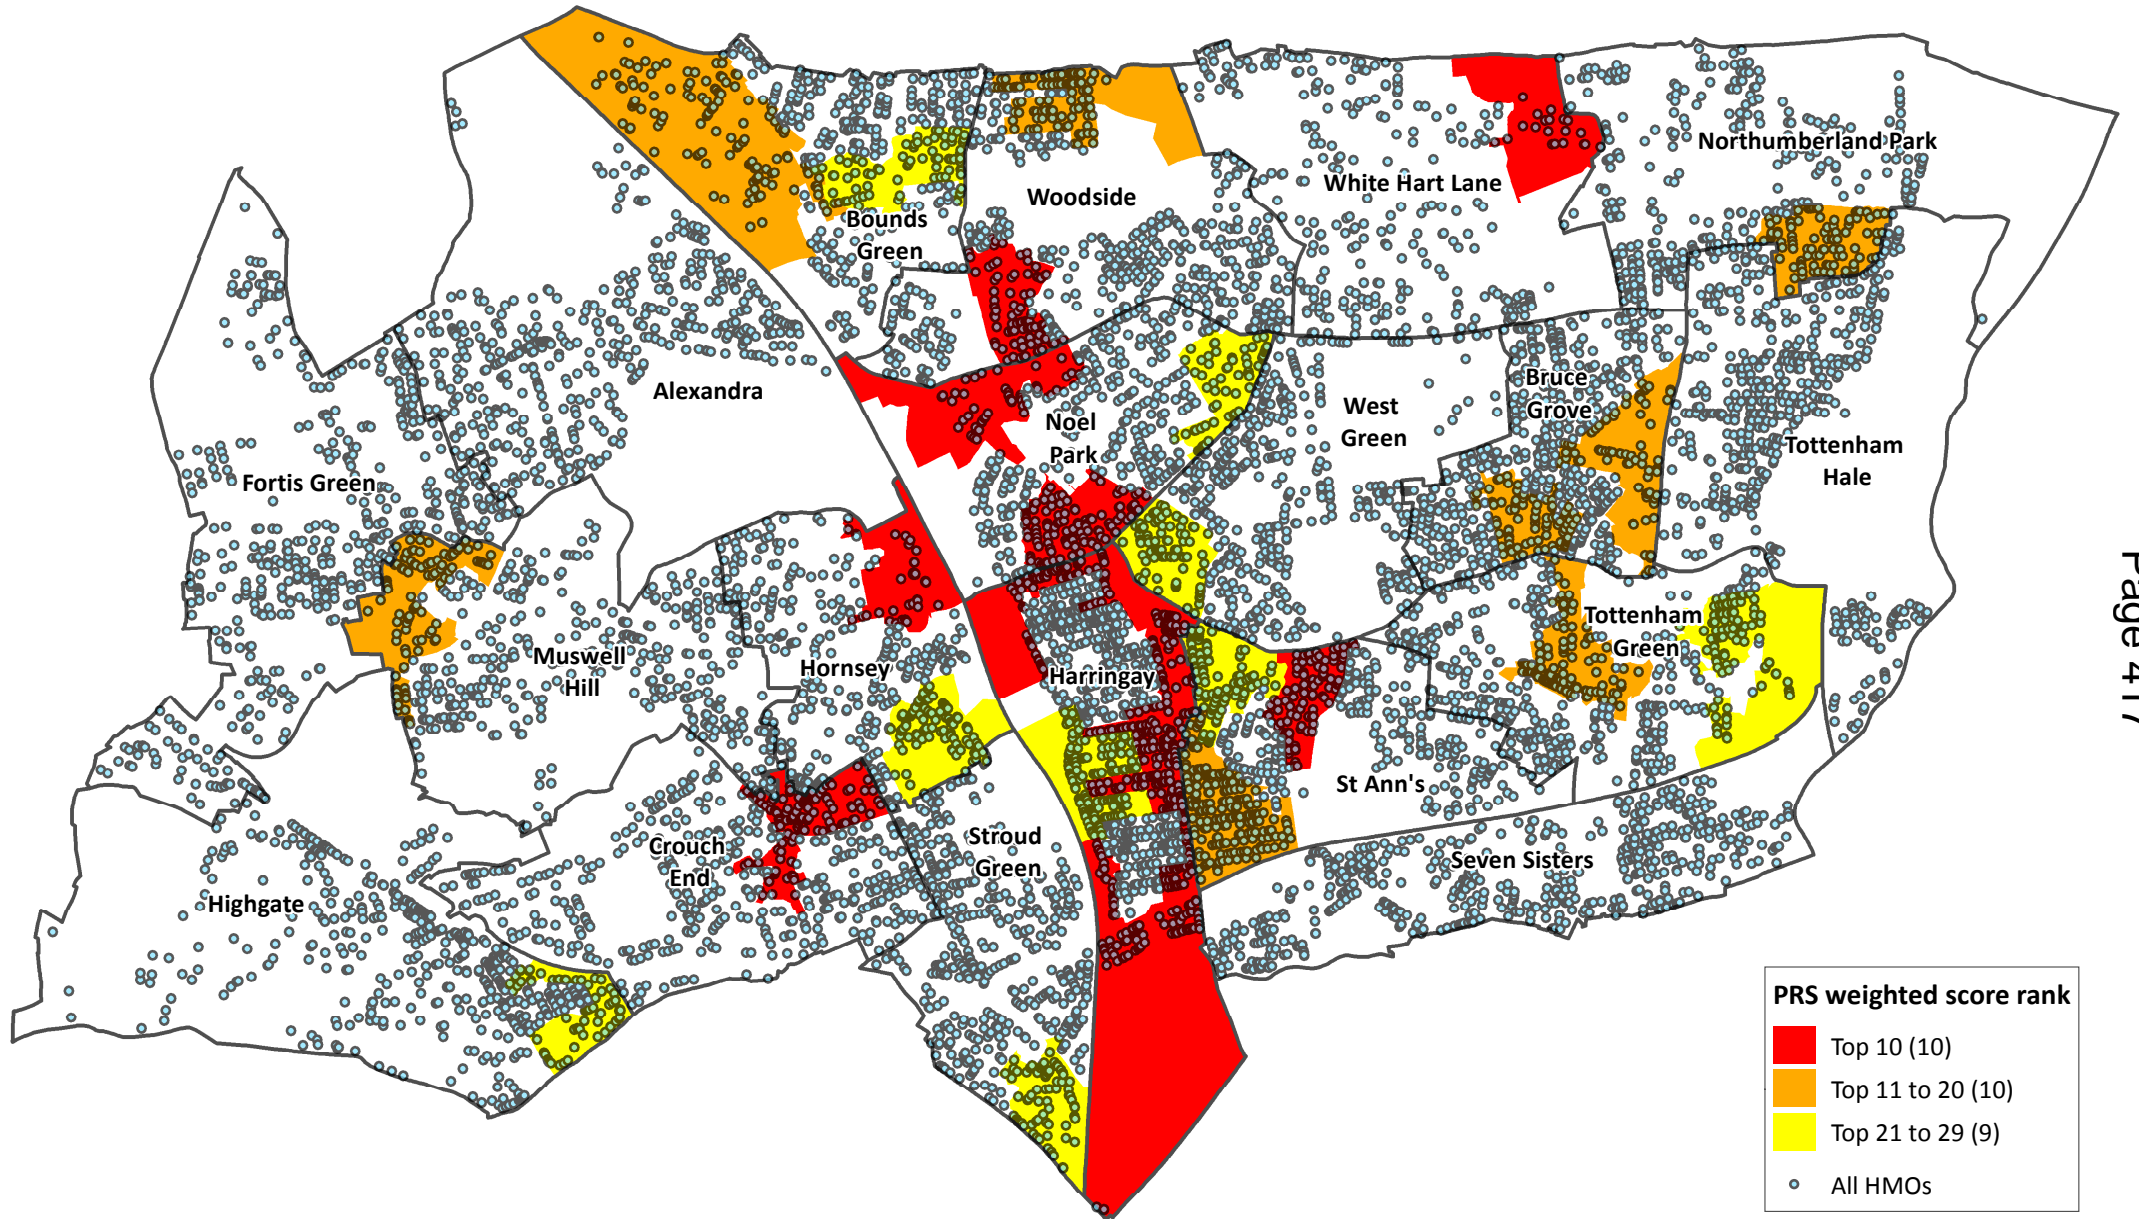 Northumberland Park
White Hart Lane
Woodside
Bounds
Green
Alexandra
Bruce
Grove
West
Green
Noel
Park
Tottenham
Hale
Fortis Green
Tottenham
Green
Muswell
Hill
Hornsey
Harringay
St Ann's
Crouch
End
Stroud
Green
Seven Sisters
Highgate
Page 417
PRS weighted score rank
Top 10 (10)
Top 11 to 20 (10)
Top 21 to 29 (9)
All HMOs